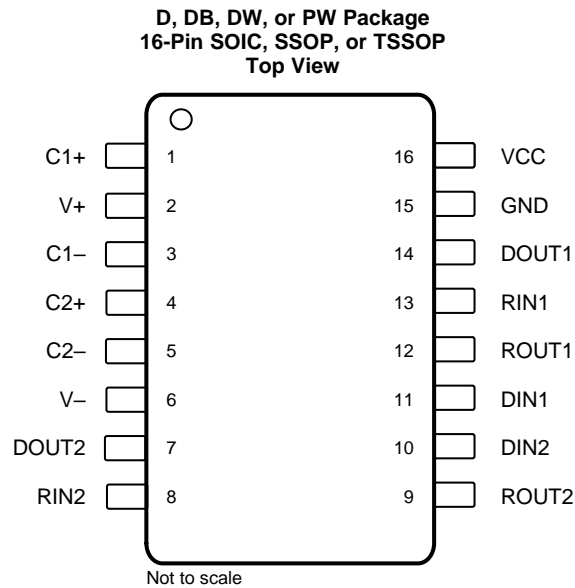 D, DB, DW, or PW Package
16-Pin SOIC, SSOP, or TSSOP
Top View
C1+ 1 16 VCC
V+ 2 15 GND
C1– 3 14 DOUT1
C2+ 4 13 RIN1
C2– 5 12 ROUT1
V– 6 11 DIN1
DOUT2 7 10 DIN2
RIN2 8 9 ROUT2
Not to scale